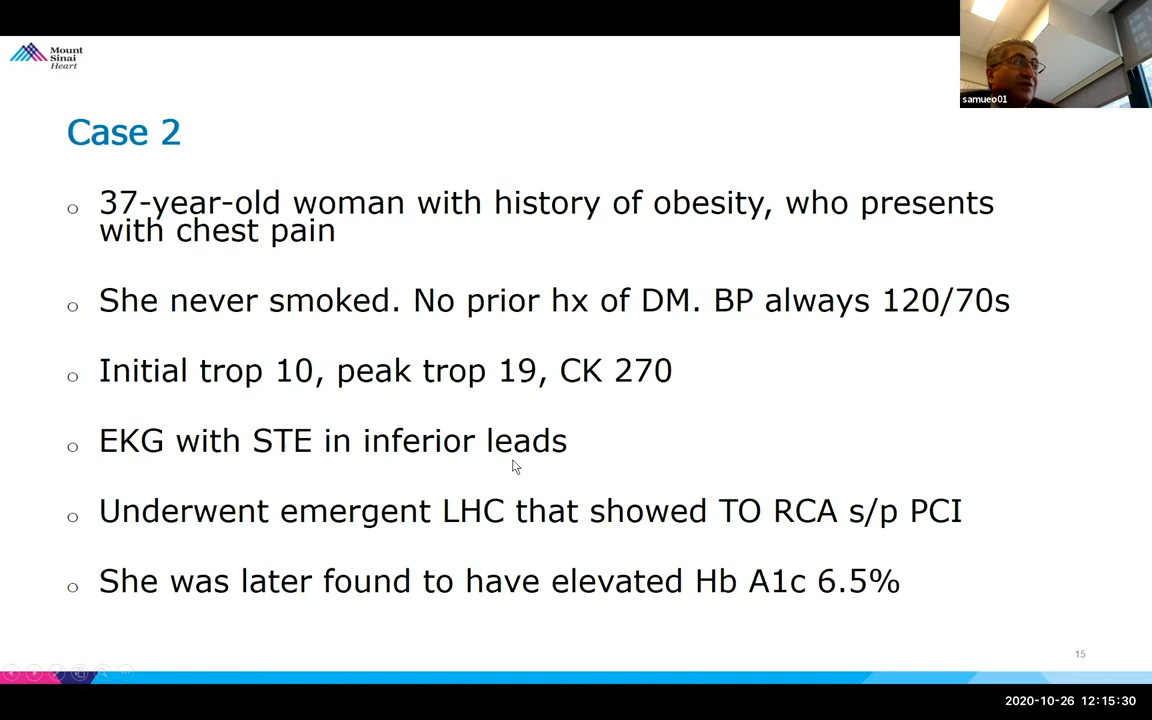 Mount
Sinai
Heart
samueo01
Case 2
37-year-old woman with history of obesity, who presents
with chest pain
She never smoked. No prior hx of DM. BP always 120/70s
Initial trop 10, peak trop 19, CK 270
EKG with STE in inferior leads
Underwent emergent LHC that showed TO RCA s/p PCI
She was later found to have elevated Hb A1c 6.5%
15
2020-10-26 12:15:30